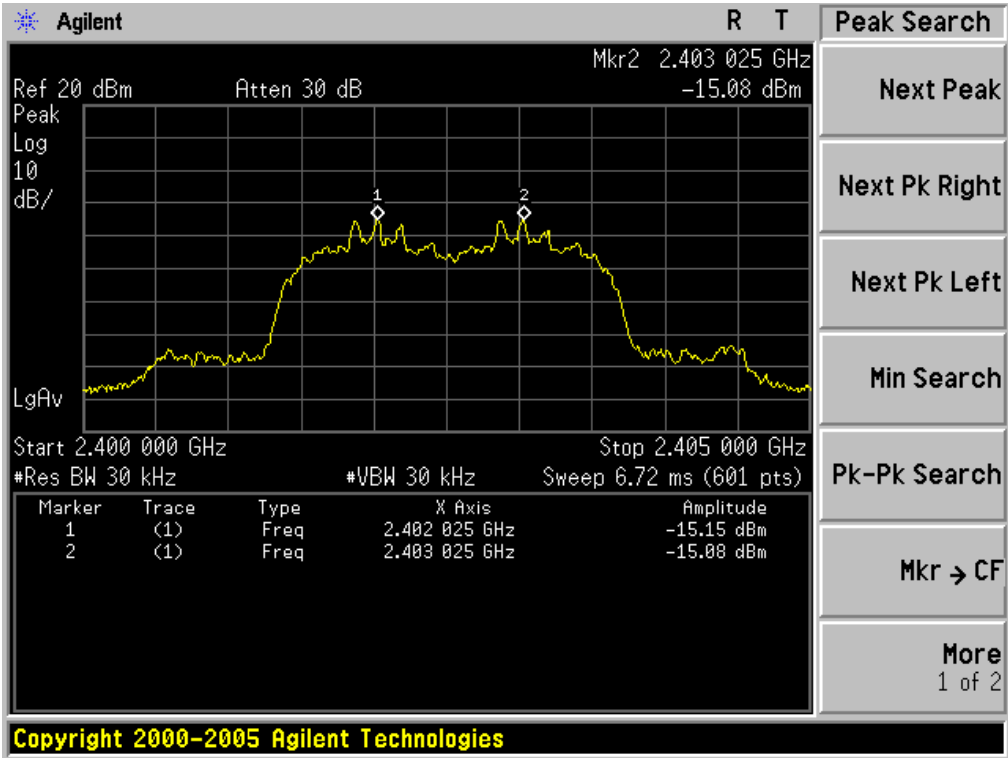 Agilent R T
Mkr2 2.403 025 GHz
Ref 20 dBm Atten 30 dB -15.08 dBm
Peak
Log
10
dB/
1 2
LgAv
Start 2.400 000 GHz Stop 2.405 000 GHz
#Res BW 30 kHz #VBW 30 kHz Sweep 6.72 ms (601 pts)
Marker Trace Type X Axis Amplitude
1 (1) Freq 2.402 025 GHz -15.15 dBm
2 (1) Freq 2.403 025 GHz -15.08 dBm
Peak Search
Next Peak
Next Pk Right
Next Pk Left
Min Search
Pk-Pk Search
Mkr → CF
More
1 of 2
Copyright 2000-2005 Agilent Technologies